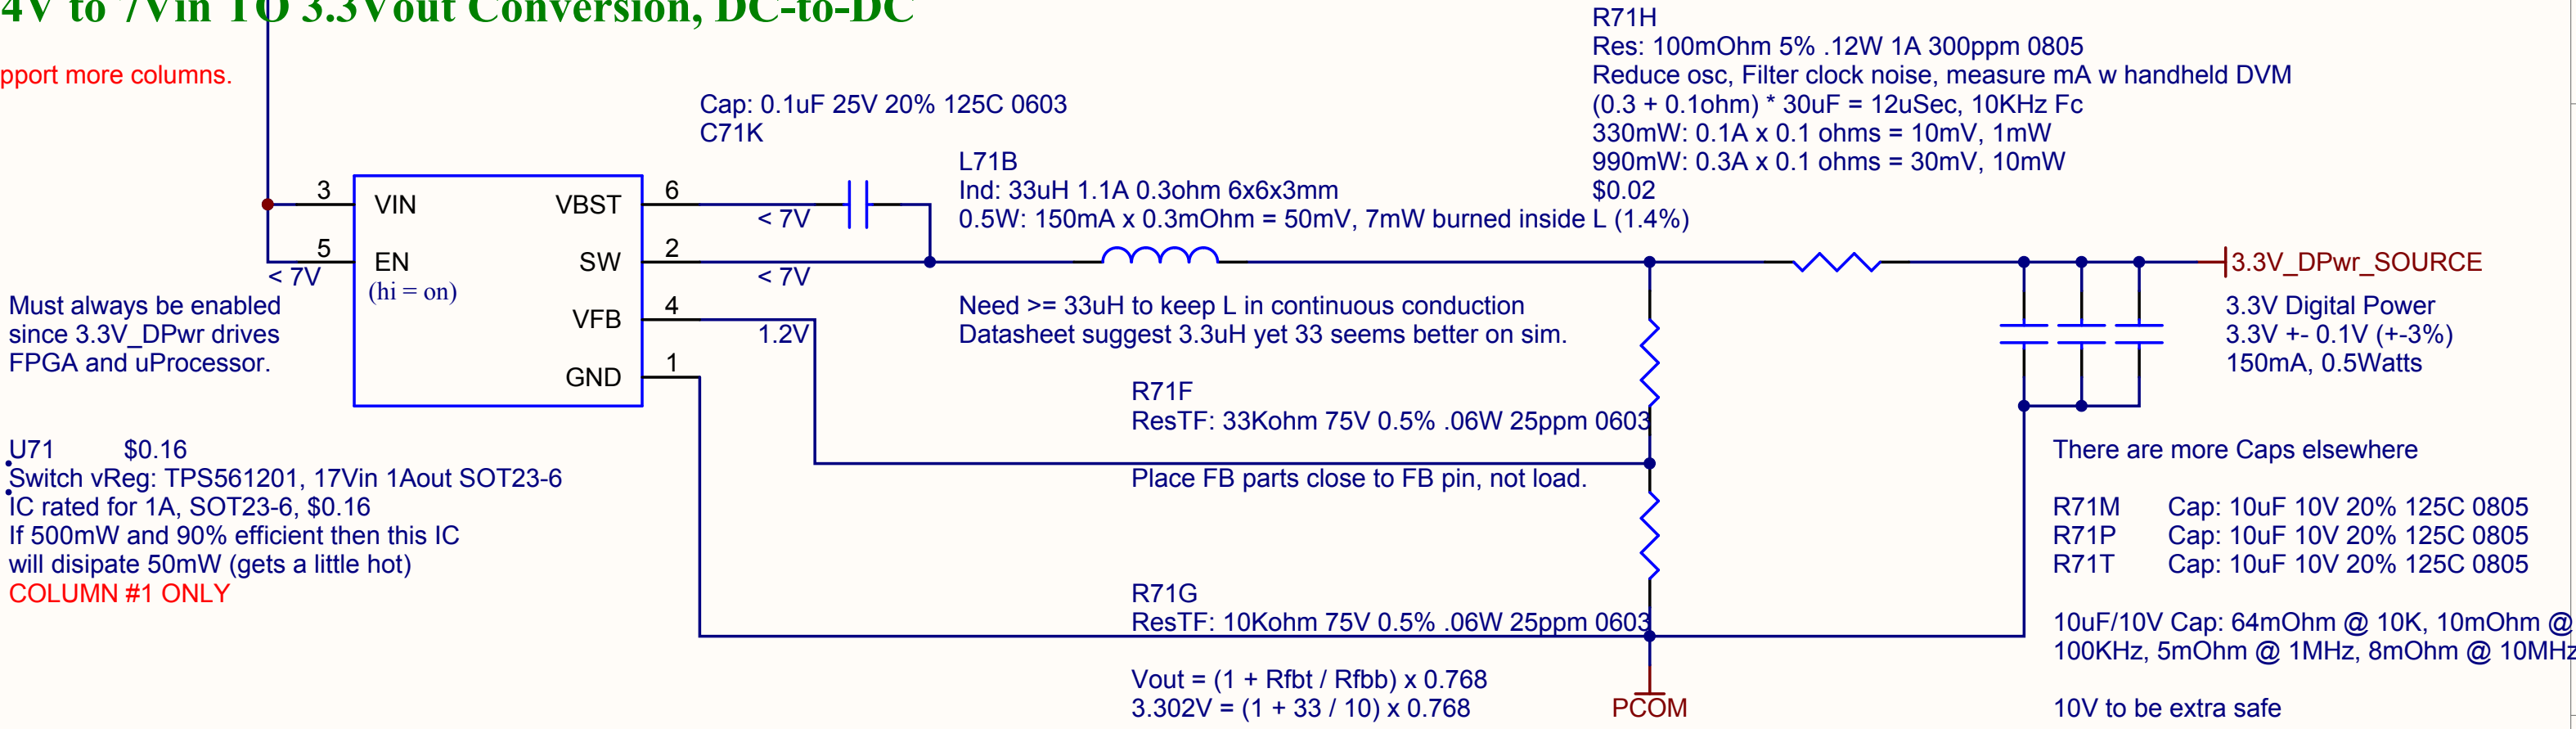 4V to 7Vin TO 3.3Vout Conversion, DC-to-DC
pport more columns.
R71H
Res: 100mOhm 5% .12W 1A 300ppm 0805
Reduce osc, Filter clock noise, measure mA w handheld DVM
(0.3 + 0.1ohm) * 30uF = 12uSec, 10KHz Fc
330mW: 0.1A x 0.1 ohms = 10mV, 1mW
990mW: 0.3A x 0.1 ohms = 30mV, 10mW
$0.02
Cap: 0.1uF 25V 20% 125C 0603
C71K
L71B
Ind: 33uH 1.1A 0.3ohm 6x6x3mm
0.5W: 150mA x 0.3mOhm = 50mV, 7mW burned inside L (1.4%)
3
VIN
VBST
6
< 7V
5
EN
SW
2
< 7V
(hi = on)
< 7V
VFB
4
1.2V
GND
1
Must always be enabled
since 3.3V_DPwr drives
FPGA and uProcessor.
Need >= 33uH to keep L in continuous conduction
Datasheet suggest 3.3uH yet 33 seems better on sim.
3.3V_DPwr_SOURCE
3.3V Digital Power
3.3V +- 0.1V (+-3%)
150mA, 0.5Watts
R71F
ResTF: 33Kohm 75V 0.5% .06W 25ppm 0603
Place FB parts close to FB pin, not load.
U71 $0.16
Switch vReg: TPS561201, 17Vin 1Aout SOT23-6
IC rated for 1A, SOT23-6, $0.16
If 500mW and 90% efficient then this IC
will disipate 50mW (gets a little hot)
COLUMN #1 ONLY
There are more Caps elsewhere
R71M Cap: 10uF 10V 20% 125C 0805
R71P Cap: 10uF 10V 20% 125C 0805
R71T Cap: 10uF 10V 20% 125C 0805
R71G
ResTF: 10Kohm 75V 0.5% .06W 25ppm 0603
10uF/10V Cap: 64mOhm @ 10K, 10mOhm @
100KHz, 5mOhm @ 1MHz, 8mOhm @ 10MHz
Vout = (1 + Rfbt / Rfbb) x 0.768
3.302V = (1 + 33 / 10) x 0.768
PCOM
10V to be extra safe